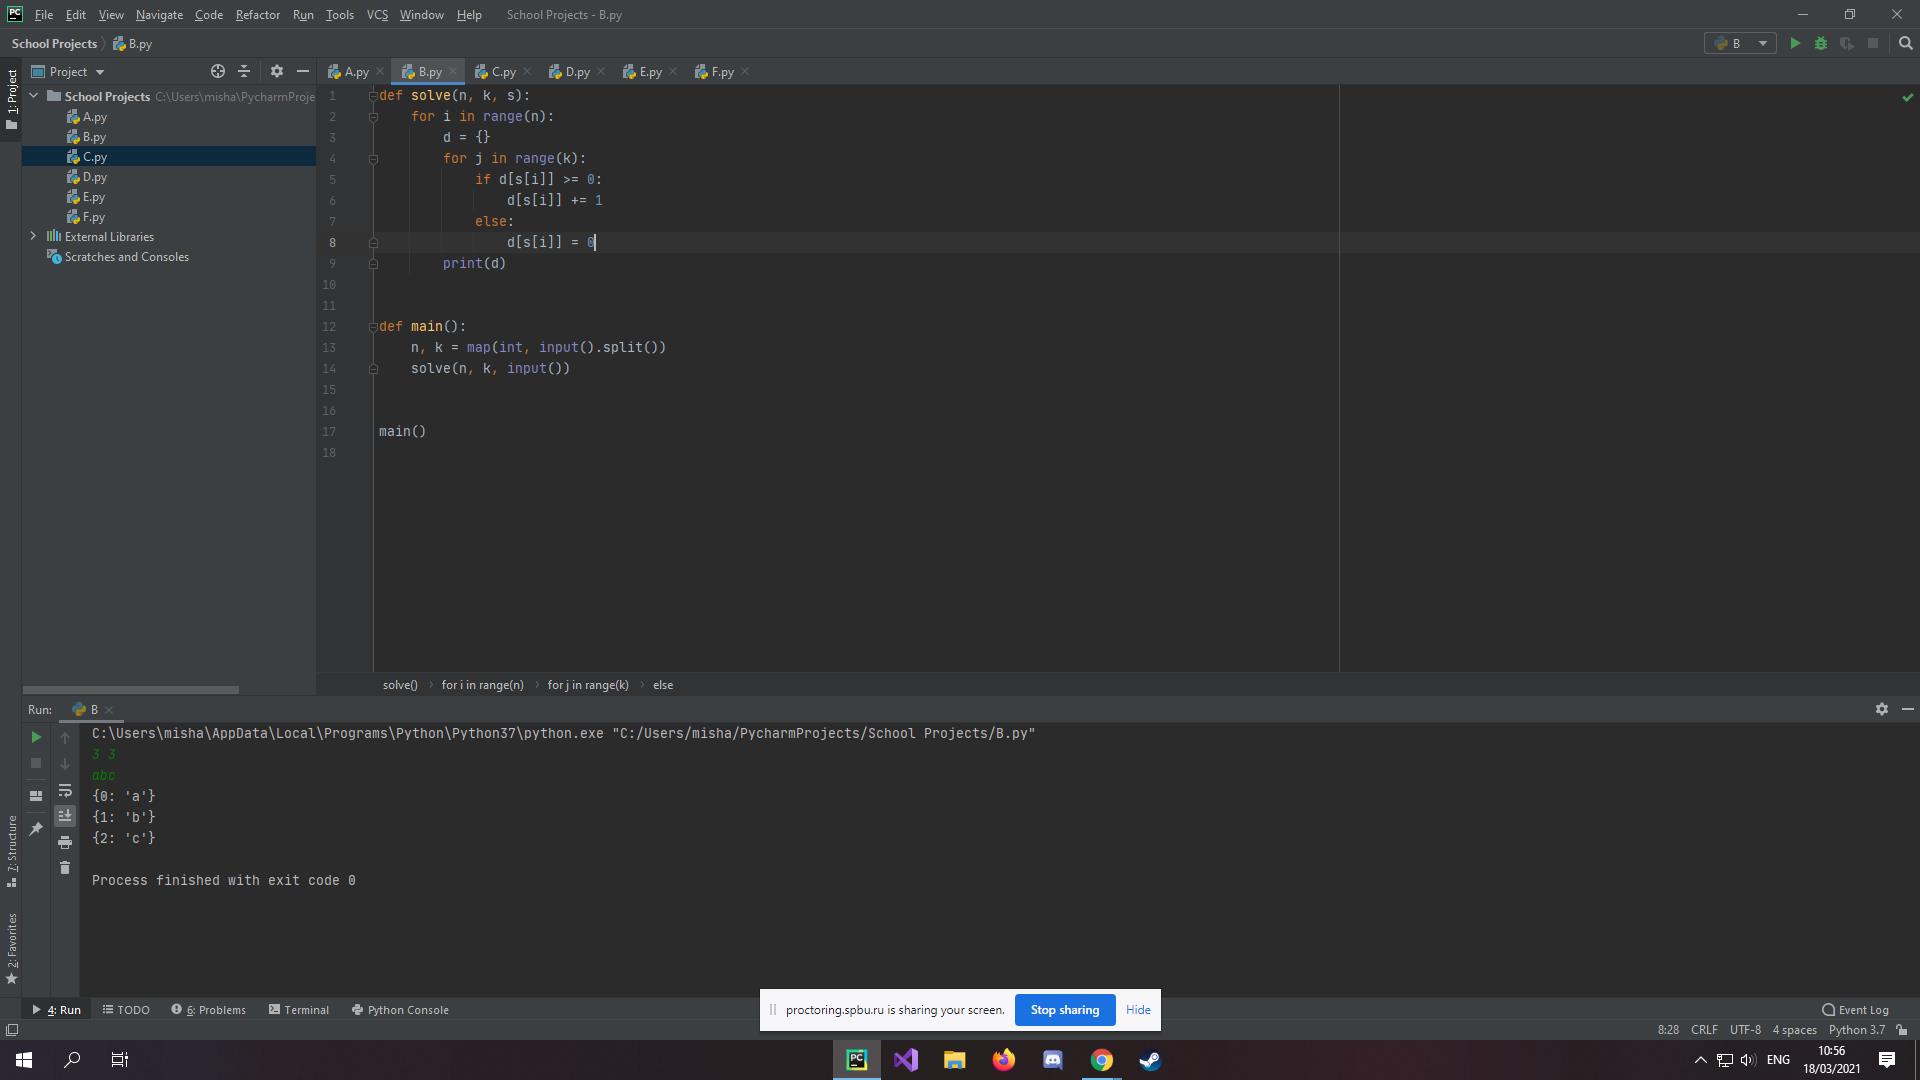 PC File Edit View Navigate Code Refactor Run Tools VCS Window Help School Projects - B.py
School Projects B.py B
Project
A.py B.py C.py D.py E.py F.py
1: Project
School Projects C:\Users\misha\PycharmProje
A.py
B.py
C.py
D.py
E.py
F.py
External Libraries
Scratches and Consoles
1 def solve(n, k, s):
2 for i in range(n):
3 d = {}
4 for j in range(k):
5 if d[s[i]] >= 0:
6 d[s[i]] += 1
7 else:
8 d[s[i]] = 0
9 print(d)
10
11
12 def main():
13 n, k = map(int, input().split())
14 solve(n, k, input())
15
16
17 main()
18
solve() for i in range(n) for j in range(k) else
Run: B
C:\Users\misha\AppData\Local\Programs\Python\Python37\python.exe "C:/Users/misha/PycharmProjects/School Projects/B.py"
3 3
abc
{0: 'a'}
{1: 'b'}
{2: 'c'}
Process finished with exit code 0
7: Structure
2: Favorites
4: Run TODO 6: Problems Terminal Python Console Event Log
proctoring.spbu.ru is sharing your screen. Stop sharing Hide
8:28 CRLF UTF-8 4 spaces Python 3.7
PC ENG 10:56
18/03/2021